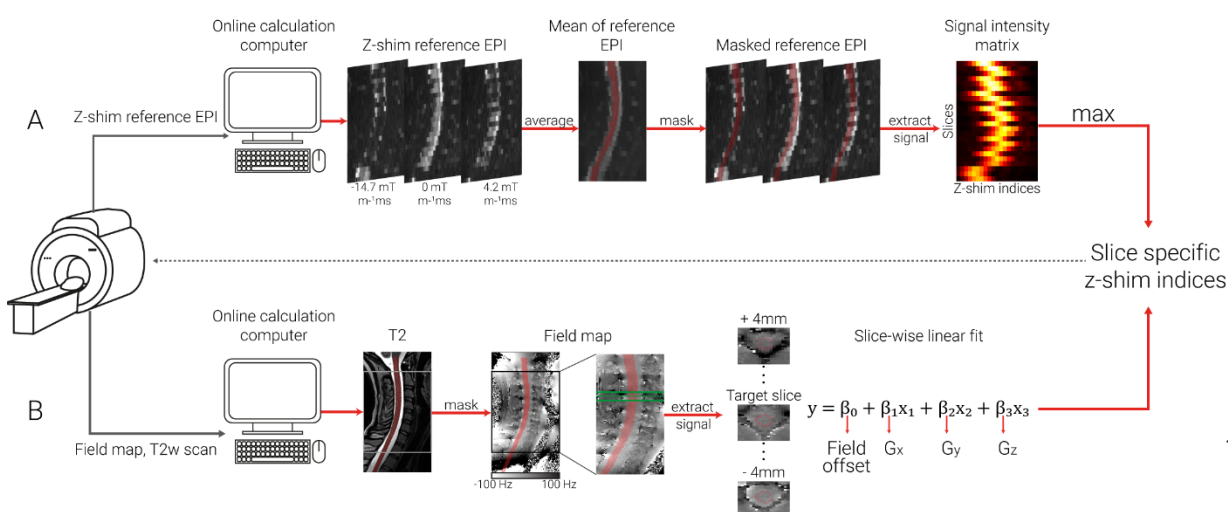 Online calculation
computer
Z-shim reference EPI
Mean of reference
EPI
Masked reference EPI
Signal intensity
matrix
A
Z-shim reference EPI
average
mask
extract
signal
Slices
max
Z-shim indices
-14.7 mT
m-¹ms
0 mT
m-¹ms
4.2 mT
m-¹ms
Slice specific
z-shim indices
Online calculation
computer
T2
Field map
+ 4mm
Slice-wise linear fit
B
mask
extract
signal
Target slice
y = β₀ + β₁x₁ + β₂x₂ + β₃x₃
Field
offset
Gx
Gy
Gz
Field map, T2w scan
-100 Hz
100 Hz
- 4mm